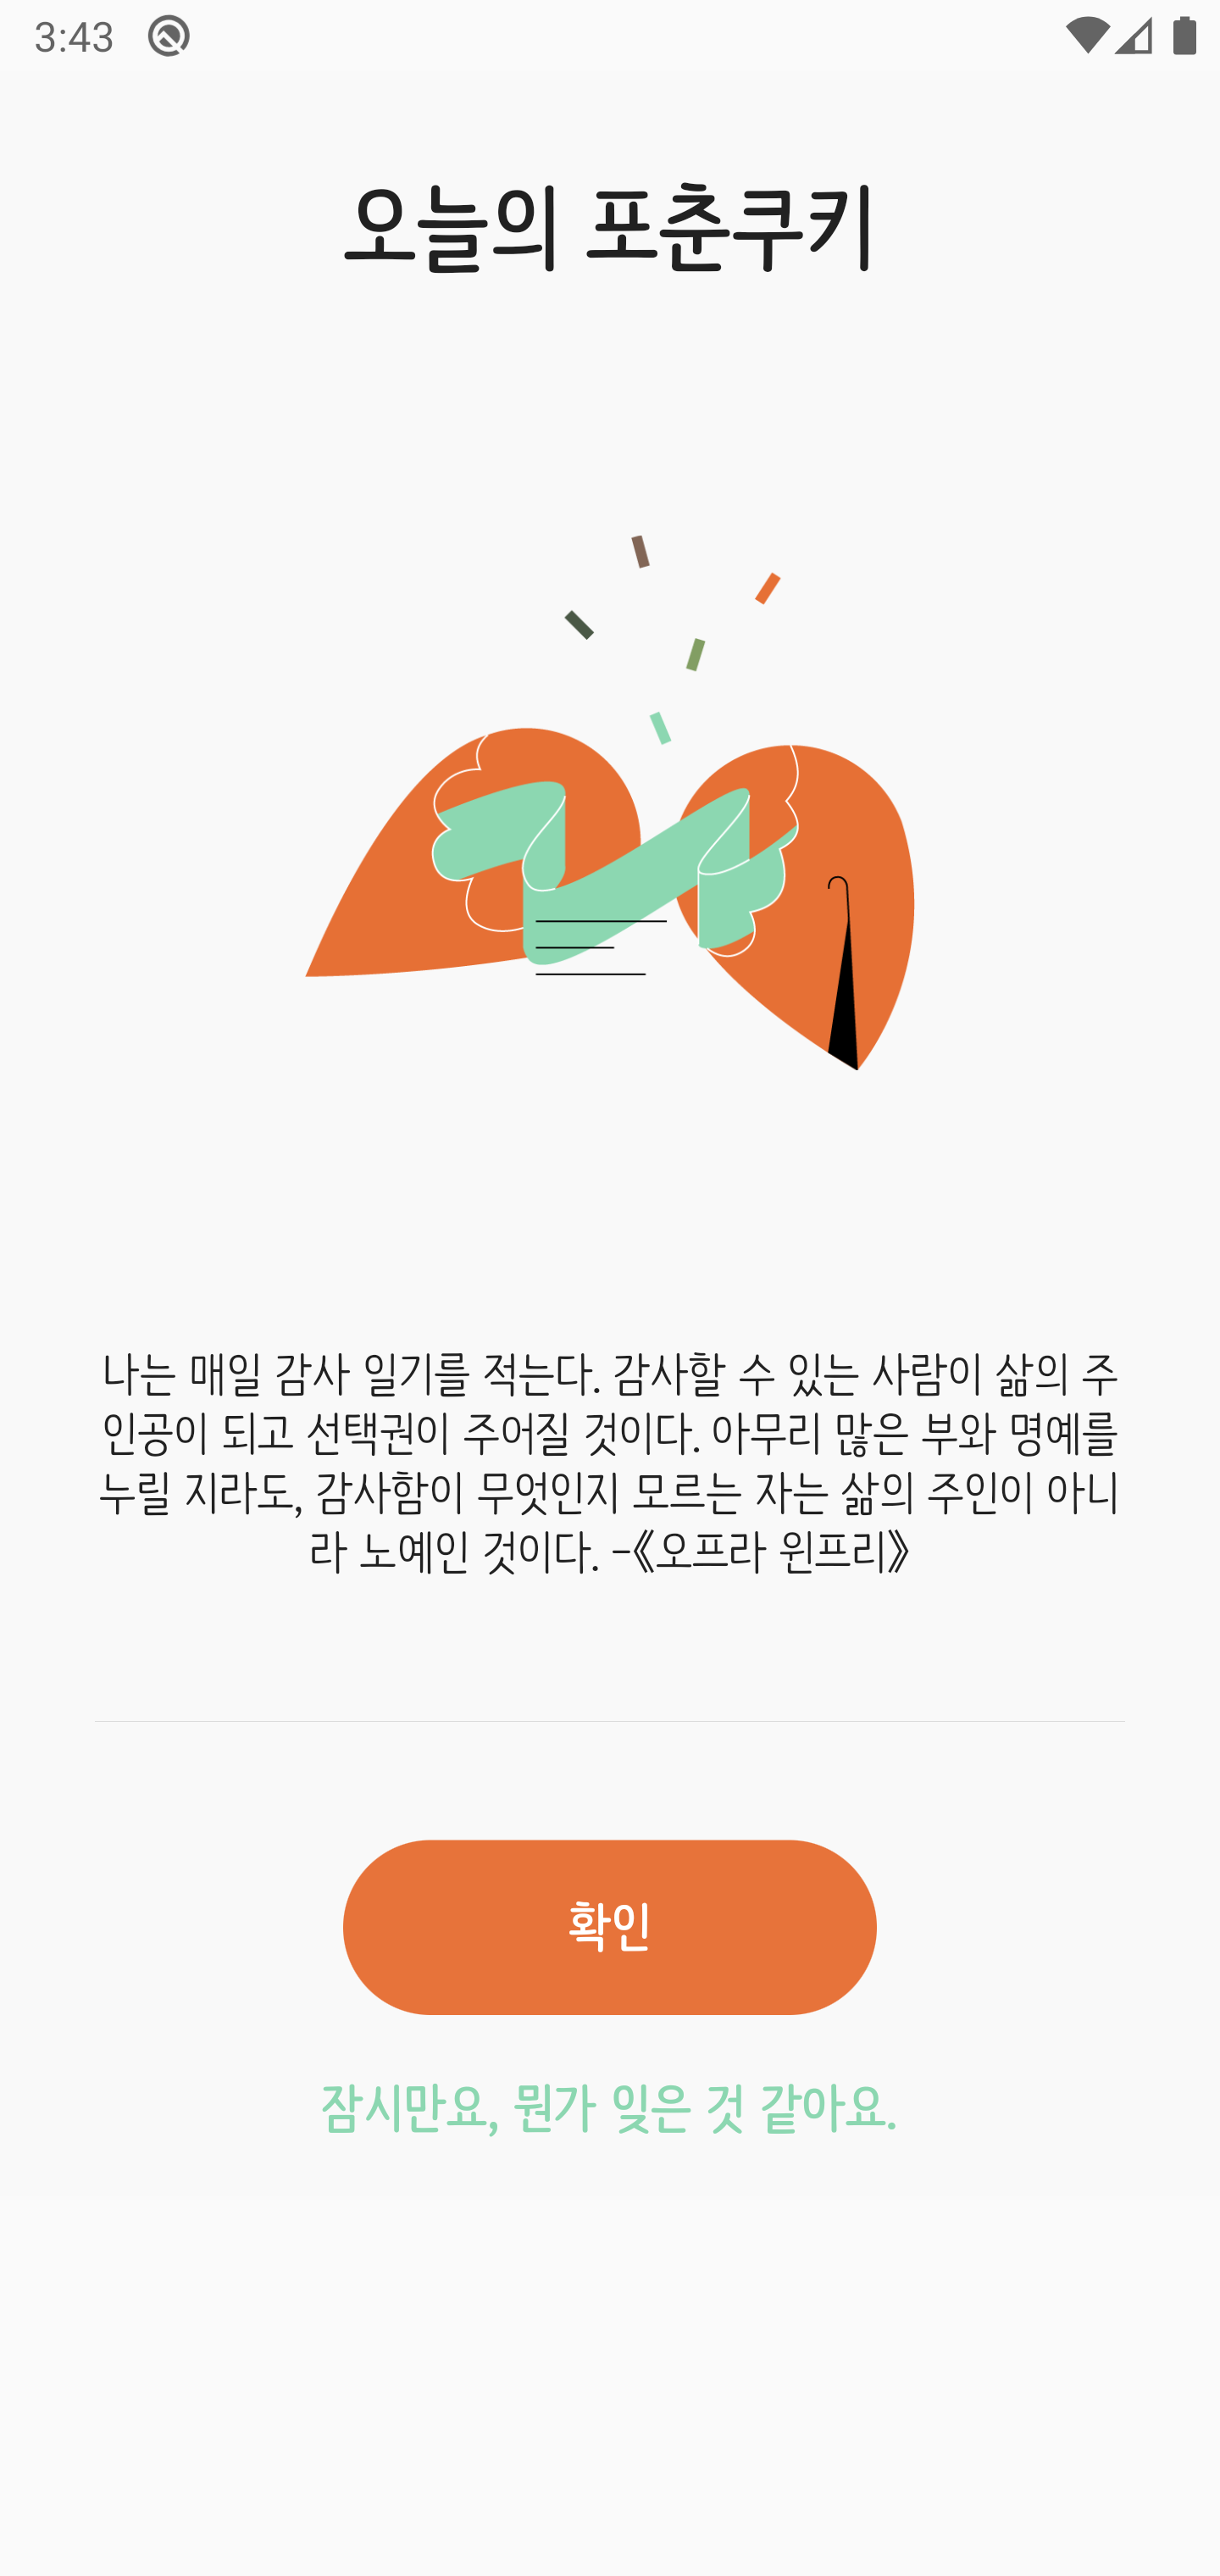 3:43
오늘의 포춘쿠키
나는 매일 감사 일기를 적는다. 감사할 수 있는 사람이 삶의 주
인공이 되고 선택권이 주어질 것이다. 아무리 많은 부와 명예를
누릴 지라도, 감사함이 무엇인지 모르는 자는 삶의 주인이 아니
라 노예인 것이다. -《오프라 윈프리》
확인
잠시만요, 뭔가 잊은 것 같아요.